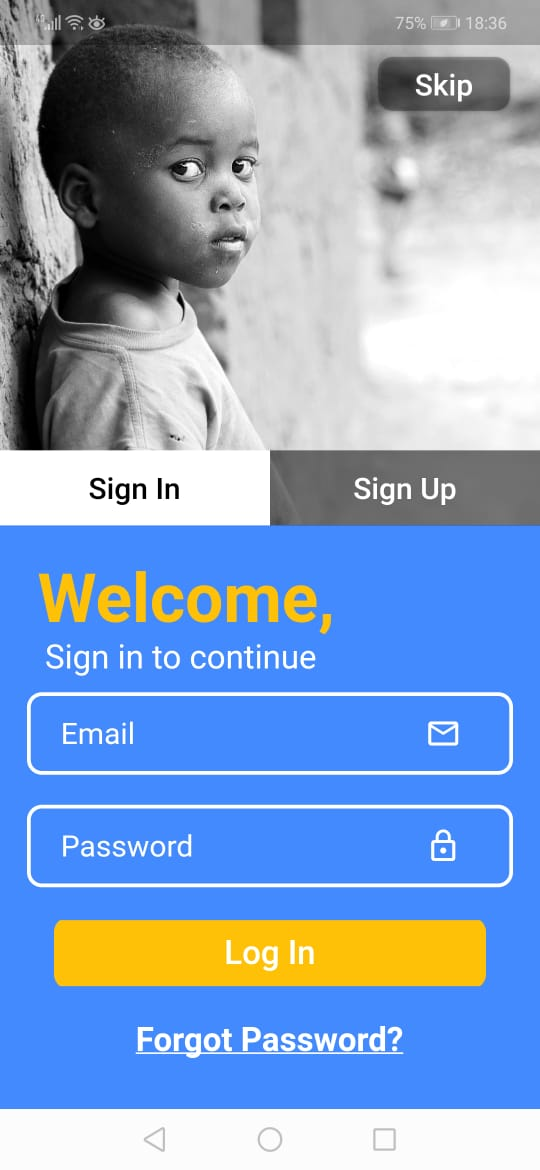 4G 75% 18:36
Skip
Sign In Sign Up
Welcome,
Sign in to continue
Email
Password
Log In
Forgot Password?